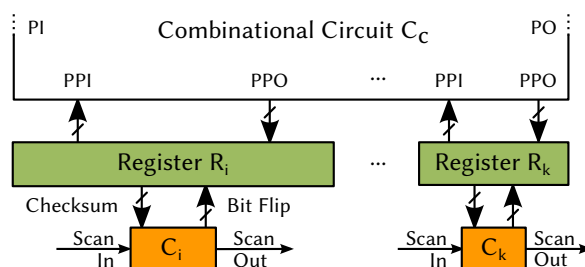 PI Combinational Circuit C_C PO
PPI PPO ... PPI PPO
Register R_i ... Register R_k
Checksum Bit Flip
Scan In C_i Scan Out Scan In C_k Scan Out